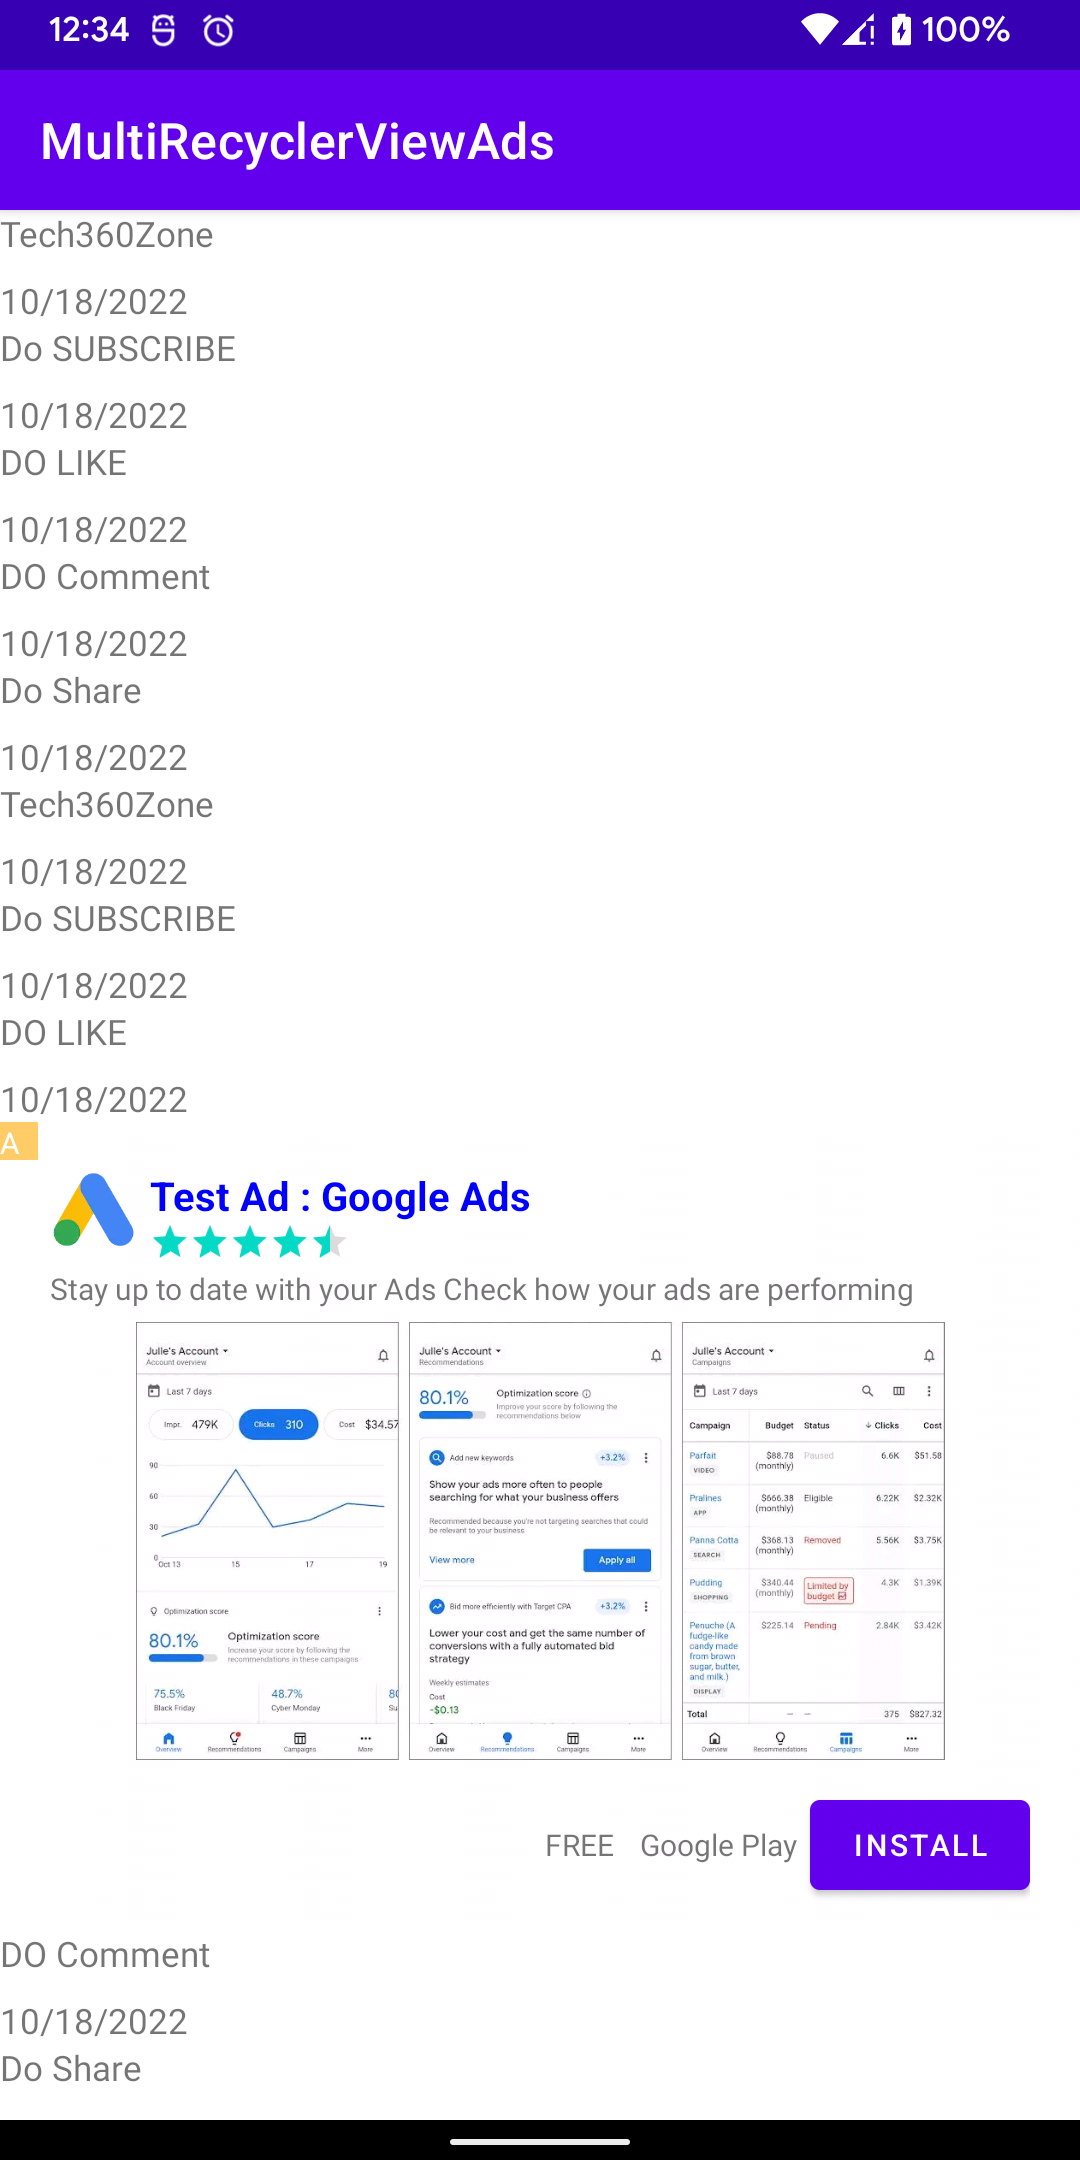 12:34
100%
MultiRecyclerViewAds
Tech360Zone
10/18/2022
Do SUBSCRIBE
10/18/2022
DO LIKE
10/18/2022
DO Comment
10/18/2022
Do Share
10/18/2022
Tech360Zone
10/18/2022
Do SUBSCRIBE
10/18/2022
DO LIKE
10/18/2022
A
Test Ad : Google Ads
Stay up to date with your Ads Check how your ads are performing
Julie's Account
Account overview
Last 7 days
Impr. 479K Clicks 310 Cost $34.57
90
60
30
0
Oct 13 15 17 19
Optimization score
80.1% Optimization score
Increase your score by following the
recommendations in these campaigns
75.5% 48.7%
Black Friday Cyber Monday Su
Overview Recommendations Campaigns More
Julie's Account
Recommendations
80.1% Optimization score
Improve your score by following the
recommendations below
Add new keywords +3.2%
Show your ads more often to people
searching for what your business offers
Recommended because you're not targeting searches that could
be relevant to your business
View more Apply all
Bid more efficiently with Target CPA +3.2%
Lower your cost and get the same number of
conversions with a fully automated bid
strategy
Weekly estimates
Cost
-$0.13
Overview Recommendations Campaigns More
Julie's Account
Campaigns
Last 7 days
Campaign Budget Status Clicks Cost
Parfait $88.78 Paused 6.6K $51.58
VIDEO (monthly)
Pralines $666.38 Eligible 6.22K $2.32K
APP (monthly)
Panna Cotta $368.13 Removed 5.56K $3.75K
SEARCH (monthly)
Pudding $340.44 Limited by 4.3K $1.39K
SHOPPING (monthly) budget
Penuche (A $225.14 Pending 2.84K $3.42K
fudge-like
candy made
from brown
sugar, butter,
and milk.)
DISPLAY
Total — — 375 $827.32
Overview Recommendations Campaigns More
FREE Google Play INSTALL
DO Comment
10/18/2022
Do Share